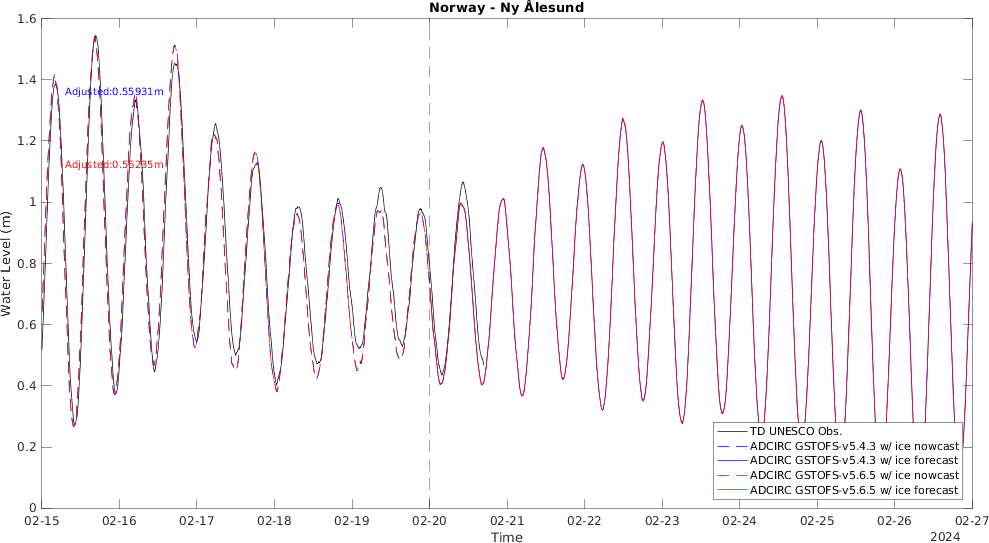 Norway - Ny Ålesund
1.6
1.4
1.2
1
0.8
0.6
0.4
0.2
0
Water Level (m)
Adjusted:0.55931m
Adjusted:0.55235m
TD UNESCO Obs.
ADCIRC GSTOFS-v5.4.3 w/ ice nowcast
ADCIRC GSTOFS-v5.4.3 w/ ice forecast
ADCIRC GSTOFS-v5.6.5 w/ ice nowcast
ADCIRC GSTOFS-v5.6.5 w/ ice forecast
02-15 02-16 02-17 02-18 02-19 02-20 02-21 02-22 02-23 02-24 02-25 02-26 02-27
Time
2024